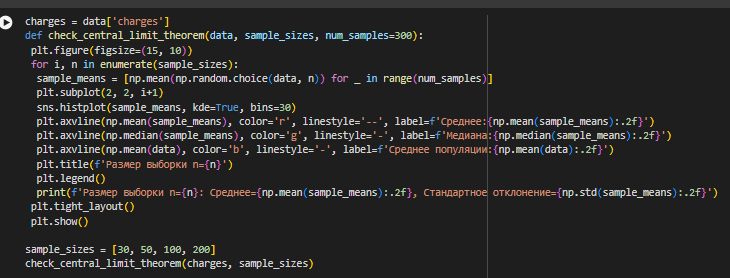 charges = data['charges']
def check_central_limit_theorem(data, sample_sizes, num_samples=300):
plt.figure(figsize=(15, 10))
for i, n in enumerate(sample_sizes):
sample_means = [np.mean(np.random.choice(data, n)) for _ in range(num_samples)]
plt.subplot(2, 2, i+1)
sns.histplot(sample_means, kde=True, bins=30)
plt.axvline(np.mean(sample_means), color='r', linestyle='--', label=f'Среднее:{np.mean(sample_means):.2f}')
plt.axvline(np.median(sample_means), color='g', linestyle='-', label=f'Медиана:{np.median(sample_means):.2f}')
plt.axvline(np.mean(data), color='b', linestyle='-', label=f'Среднее популяции:{np.mean(data):.2f}')
plt.title(f'Размер выборки n={n}')
plt.legend()
print(f'Размер выборки n={n}: Среднее={np.mean(sample_means):.2f}, Стандартное отклонение={np.std(sample_means):.2f}')
plt.tight_layout()
plt.show()
sample_sizes = [30, 50, 100, 200]
check_central_limit_theorem(charges, sample_sizes)